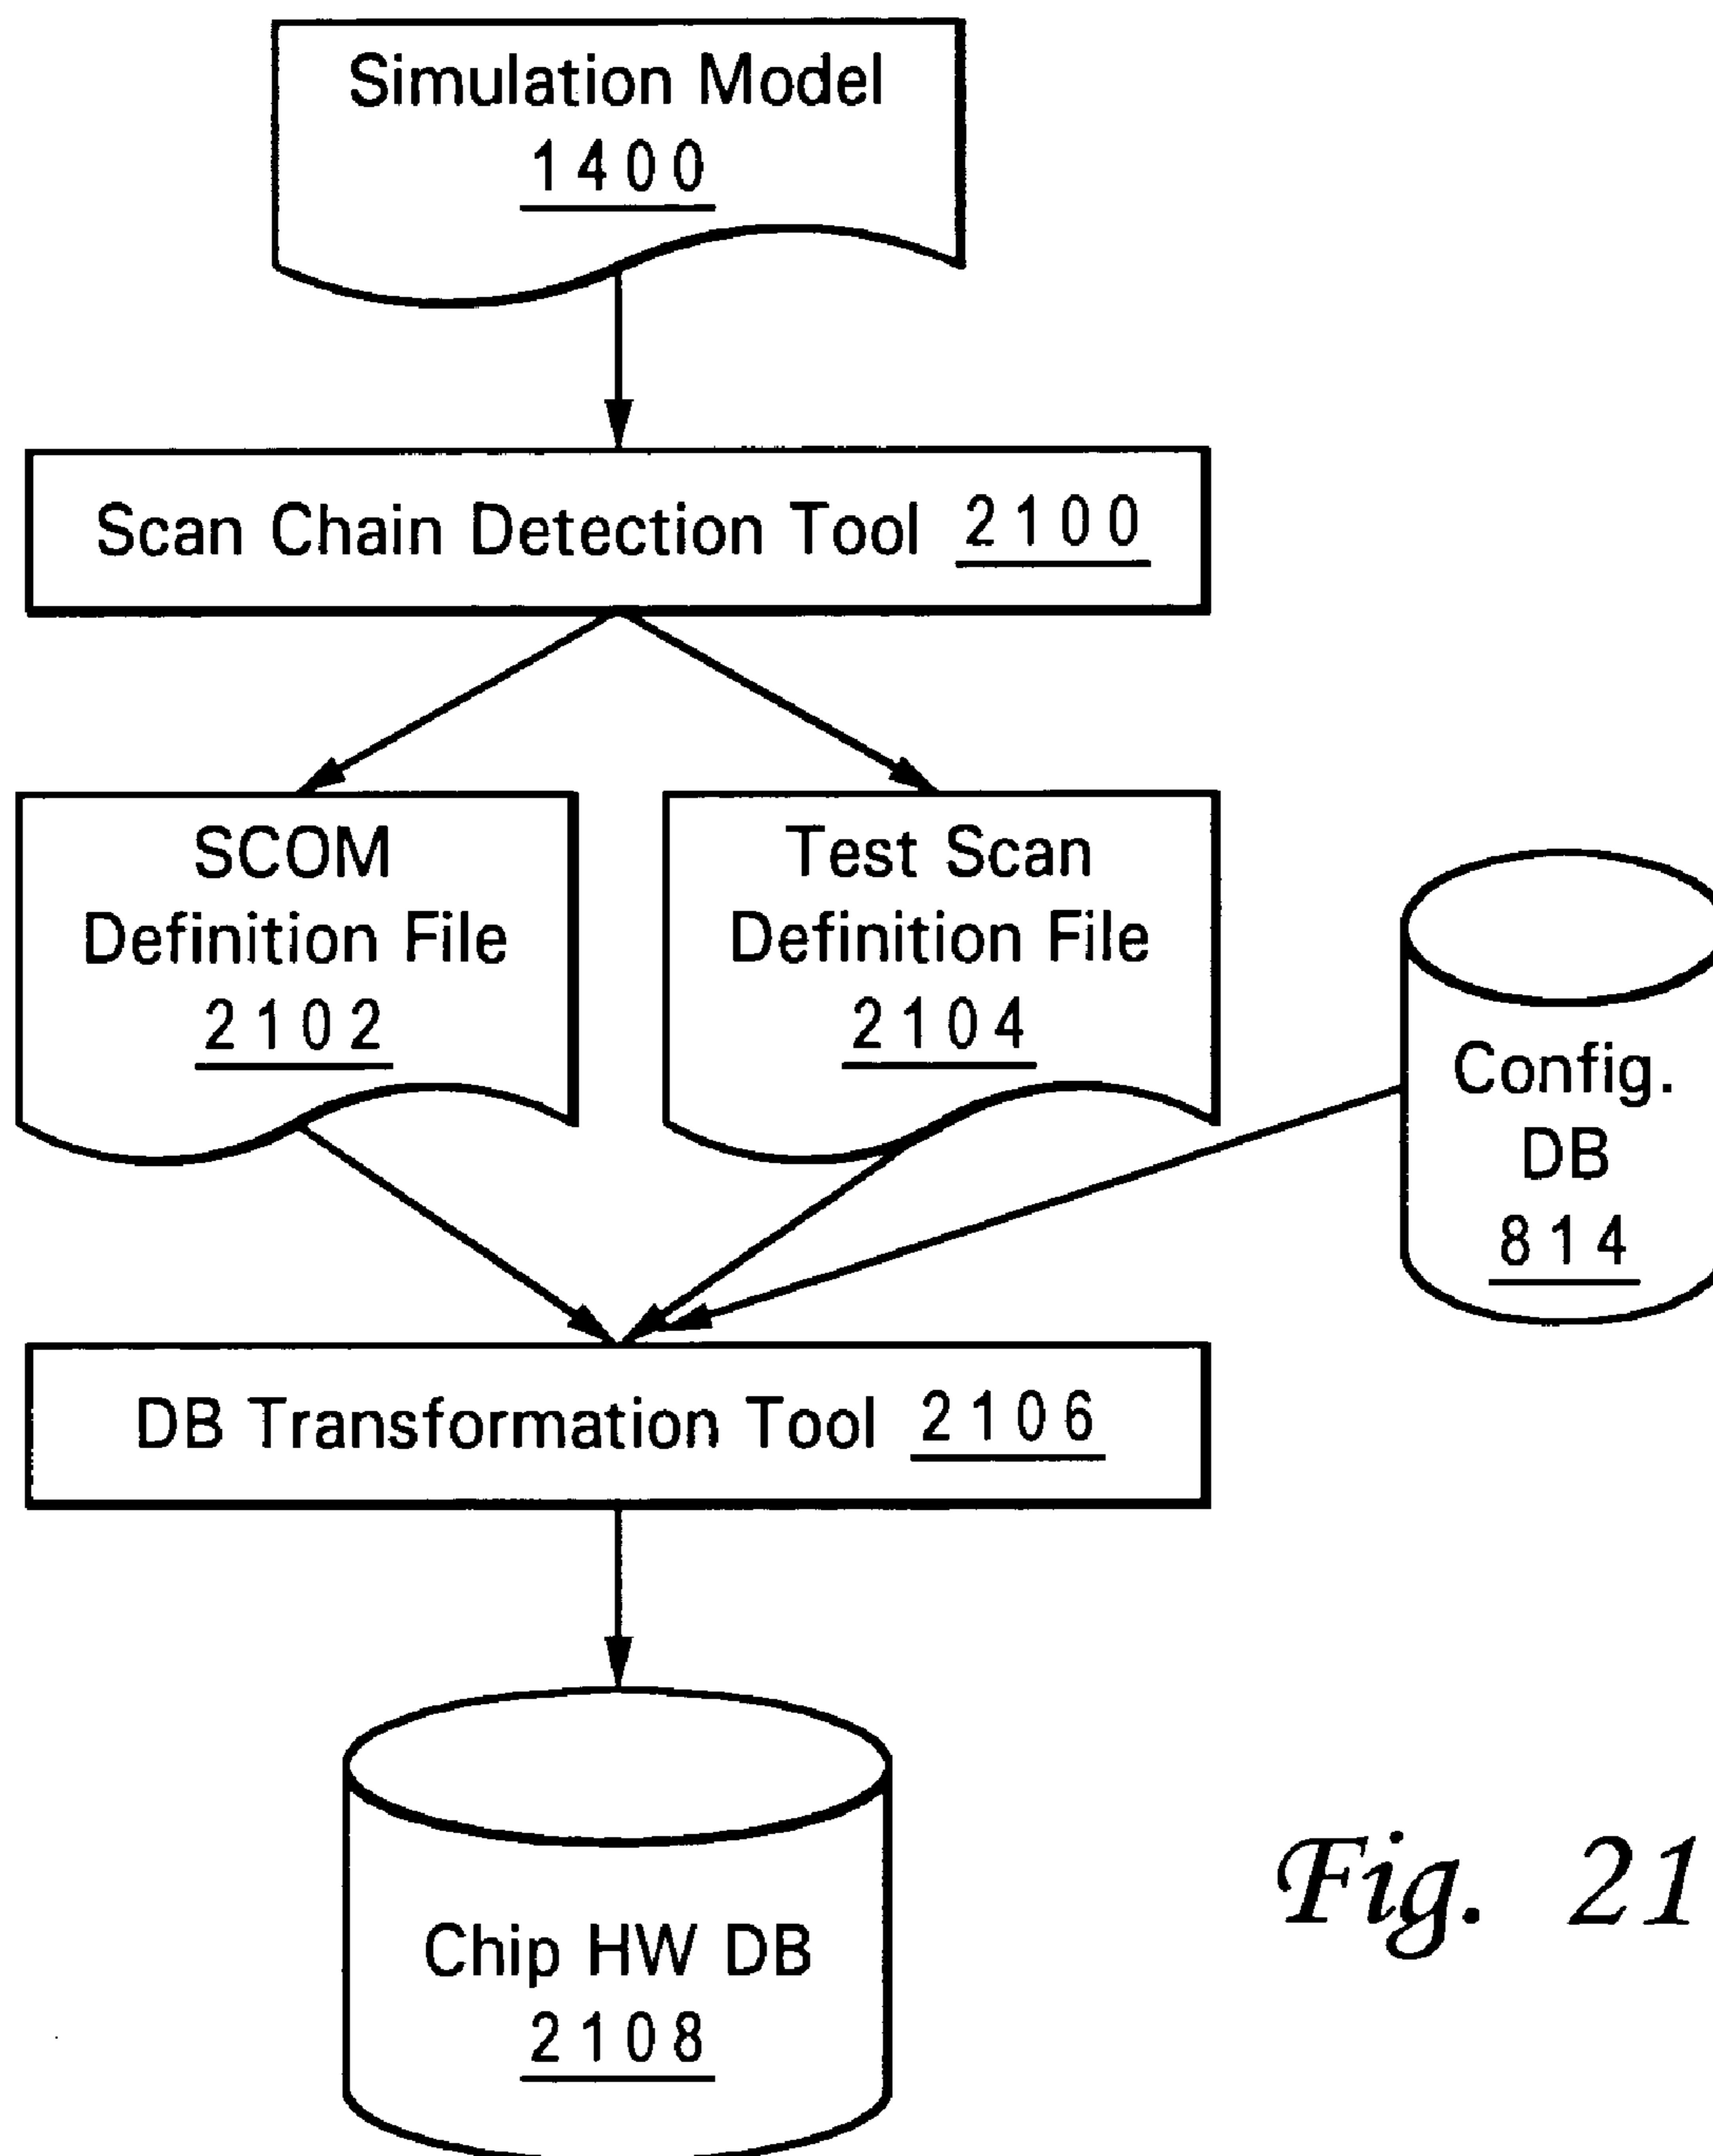 Simulation Model
1400
Scan Chain Detection Tool 2100
SCOM
Definition File
2102
Test Scan
Definition File
2104
Config.
DB
814
DB Transformation Tool 2106
Chip HW DB
2108
Fig. 21